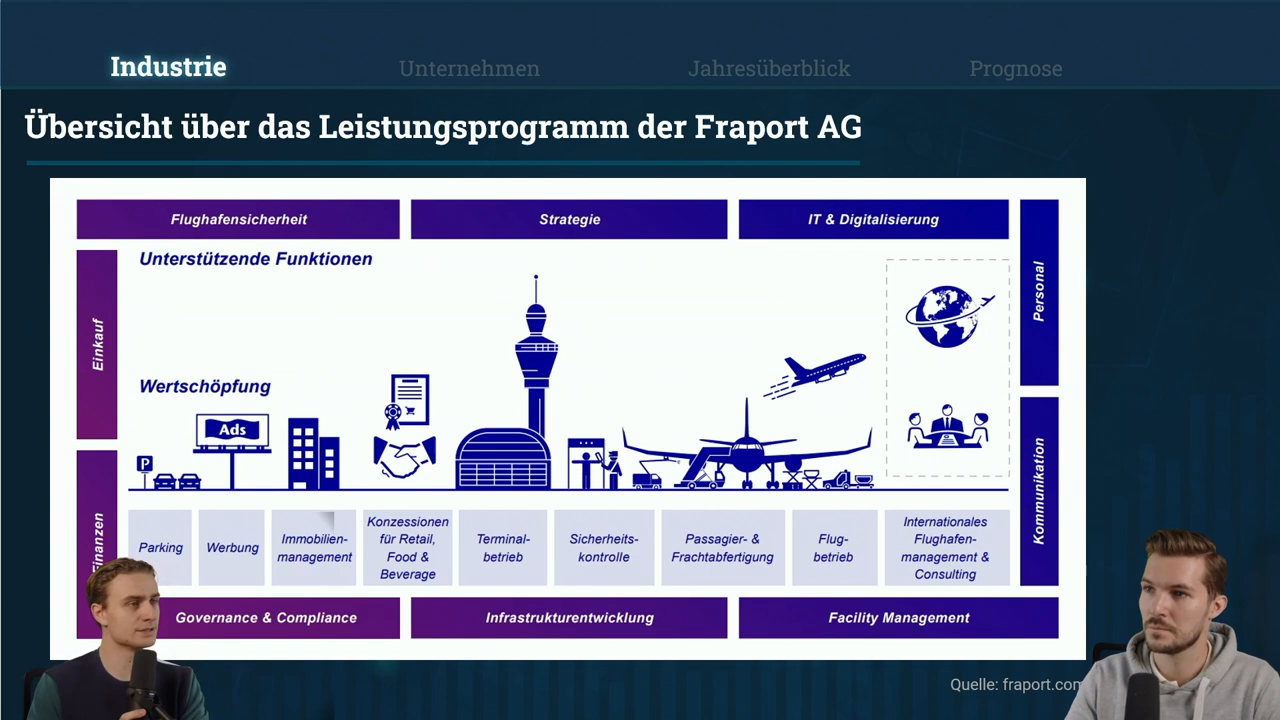 Industrie
Unternehmen
Jahresüberblick
Prognose
Übersicht über das Leistungsprogramm der Fraport AG
Flughafensicherheit
Strategie
IT & Digitalisierung
Personal
Einkauf
Unterstützende Funktionen
Wertschöpfung
Ads
P
Kommunikation
Finanzen
Parking
Werbung
Immobilien-
management
Konzessionen
für Retail,
Food &
Beverage
Terminal-
betrieb
Sicherheits-
kontrolle
Passagier- &
Frachtabfertigung
Flug-
betrieb
Internationales
Flughafen-
management &
Consulting
Governance & Compliance
Infrastrukturentwicklung
Facility Management
Quelle: fraport.com